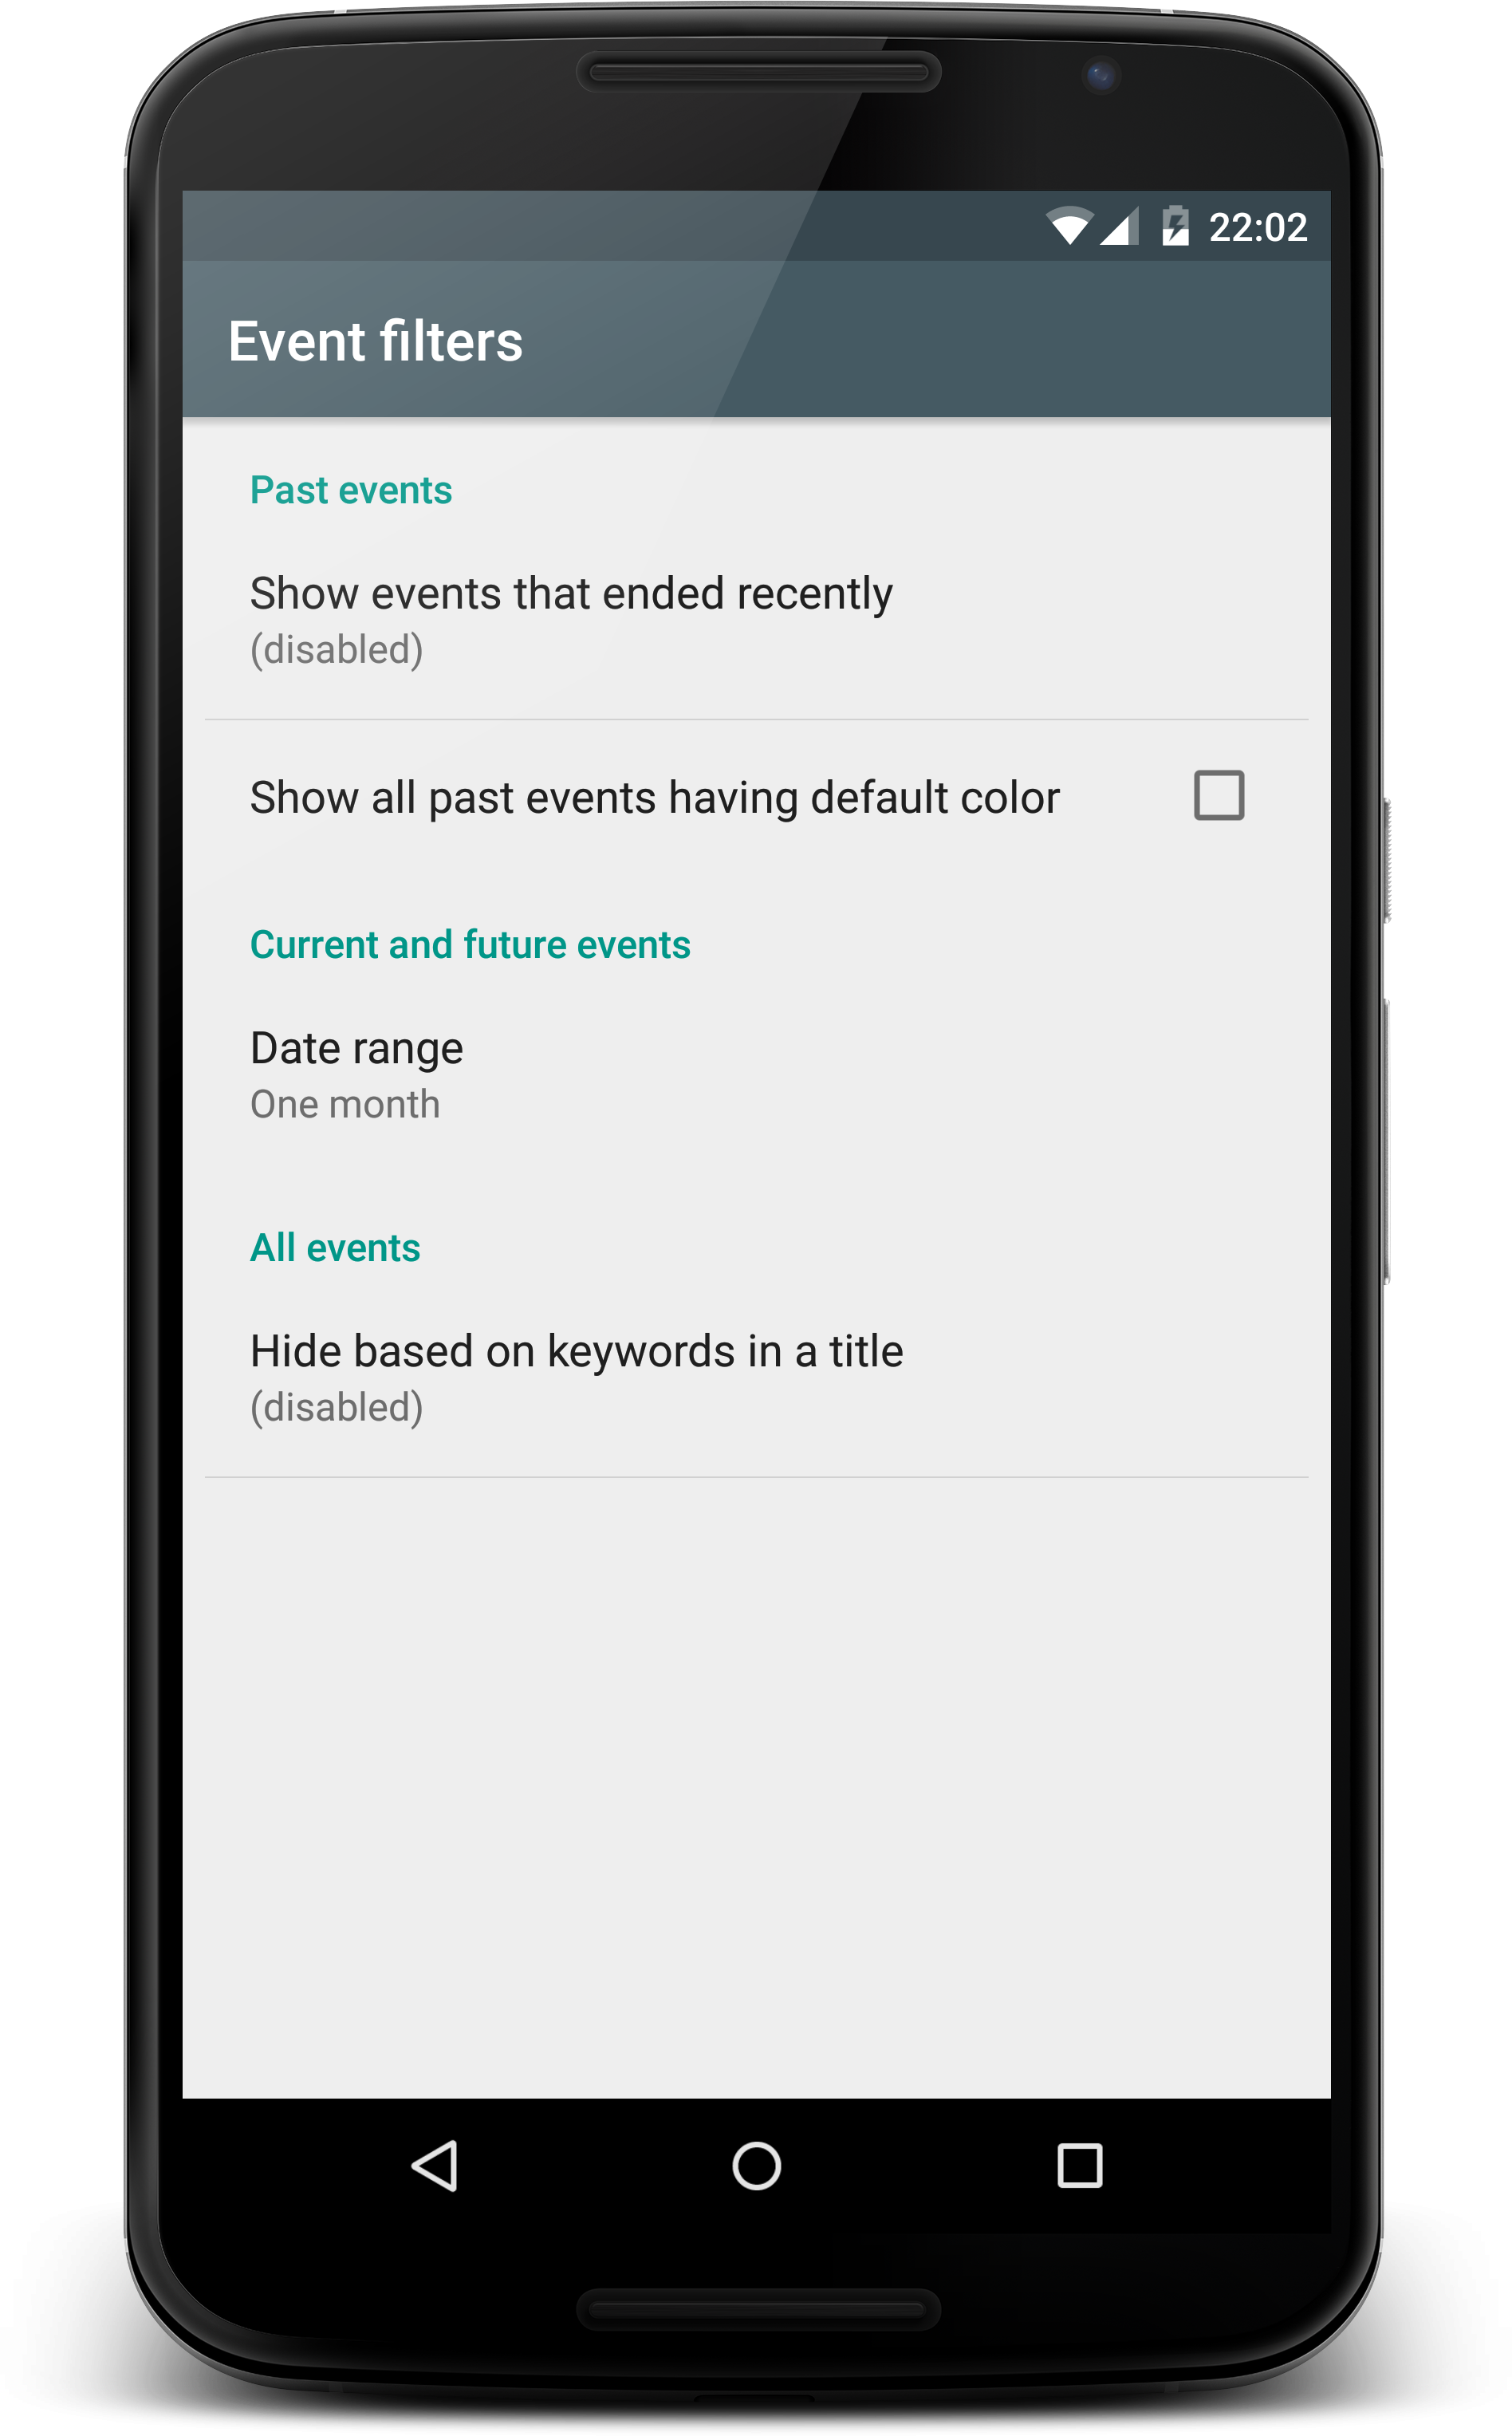 22:02
Event filters
Past events
Show events that ended recently
(disabled)
Show all past events having default color
Current and future events
Date range
One month
All events
Hide based on keywords in a title
(disabled)